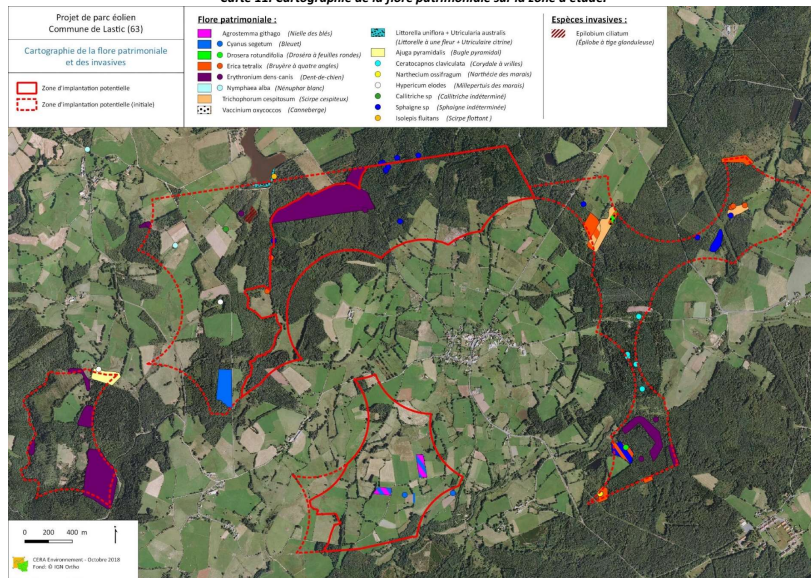 Carte 11: Cartographie de la flore patrimoniale sur la zone d'étude.
Projet de parc éolien
Commune de Lastic (63)
Cartographie de la flore patrimoniale
et des invasives
Zone d'implantation potentielle
Zone d'implantation potentielle (initiale)
Flore patrimoniale :
Agrostemma githago (Nielle des blés)
Cyanus segetum (Bleuet)
Drosera rotundifolia (Droséra à feuilles rondes)
Erica tetralix (Bruyère à quatre angles)
Erythronium dens-canis (Dent-de-chien)
Nymphaea alba (Nénuphar blanc)
Trichophorum cespitosum (Scirpe cespiteux)
Vaccinium oxycoccos (Canneberge)
Littorella uniflora + Utricularia australis
(Littorelle à une fleur + Utriculaire citrine)
Ajuga pyramidalis (Bugle pyramidal)
Ceratocapnos claviculata (Corydale à vrilles)
Narthecium ossifragum (Narthécie des marais)
Hypericum elodes (Millepertuis des marais)
Callitriche sp (Callitriche indéterminé)
Sphaigne sp (Sphaigne indéterminée)
Isolepis fluitans (Scirpe flottant )
Espèces invasives :
Epilobium ciliatum
(Épilobe à tige glanduleuse)
0 200 400 m
CERA Environnement - Octobre 2018
Fond: © IGN Ortho